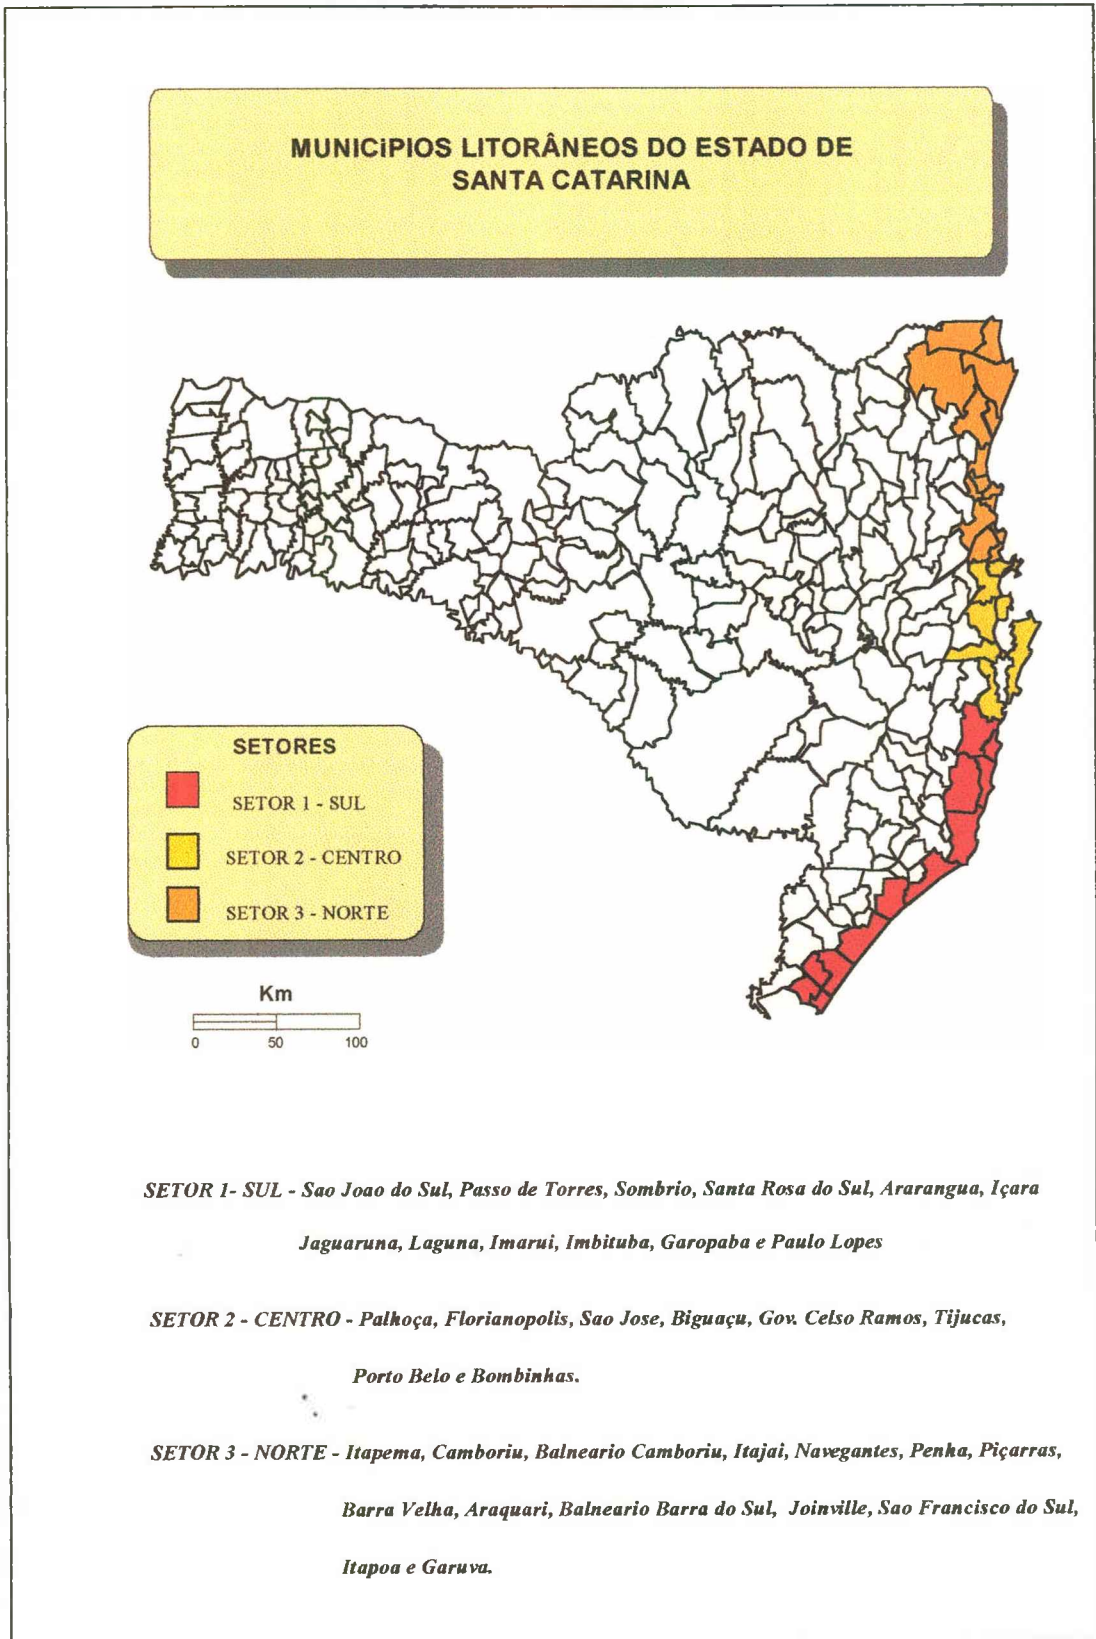 MUNICíPIOS LITORÂNEOS DO ESTADO DE
SANTA CATARINA
SETORES
SETOR 1 - SUL
SETOR 2 - CENTRO
SETOR 3 - NORTE
Km
0 50 100
SETOR 1- SUL - Sao Joao do Sul, Passo de Torres, Sombrio, Santa Rosa do Sul, Ararangua, Içara
Jaguaruna, Laguna, Imarui, Imbituba, Garopaba e Paulo Lopes
SETOR 2 - CENTRO - Palhoça, Florianopolis, Sao Jose, Biguaçu, Gov. Celso Ramos, Tijucas,
Porto Belo e Bombinhas.
SETOR 3 - NORTE - Itapema, Camboriu, Balneario Camboriu, Itajai, Navegantes, Penha, Piçarras,
Barra Velha, Araquari, Balneario Barra do Sul, Joinville, Sao Francisco do Sul,
Itapoa e Garuva.